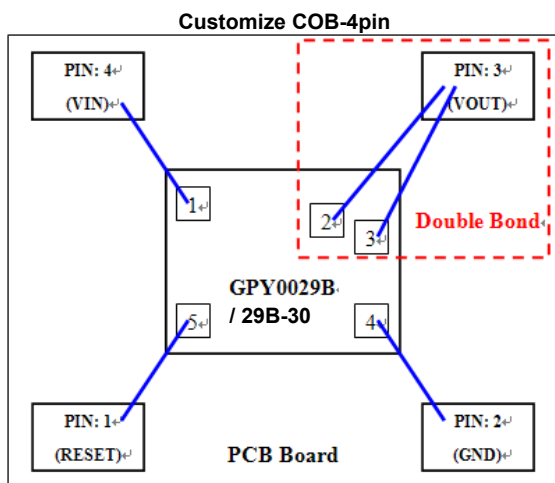 Customize COB-4pin
PIN: 4↵
(VIN)↵
PIN: 3↵
(VOUT)↵
1↵
2↵
3↵
Double Bond↵
GPY0029B↵
/ 29B-30
5↵
4↵
PIN: 1↵
(RESET)↵
PCB Board
PIN: 2↵
(GND)↵